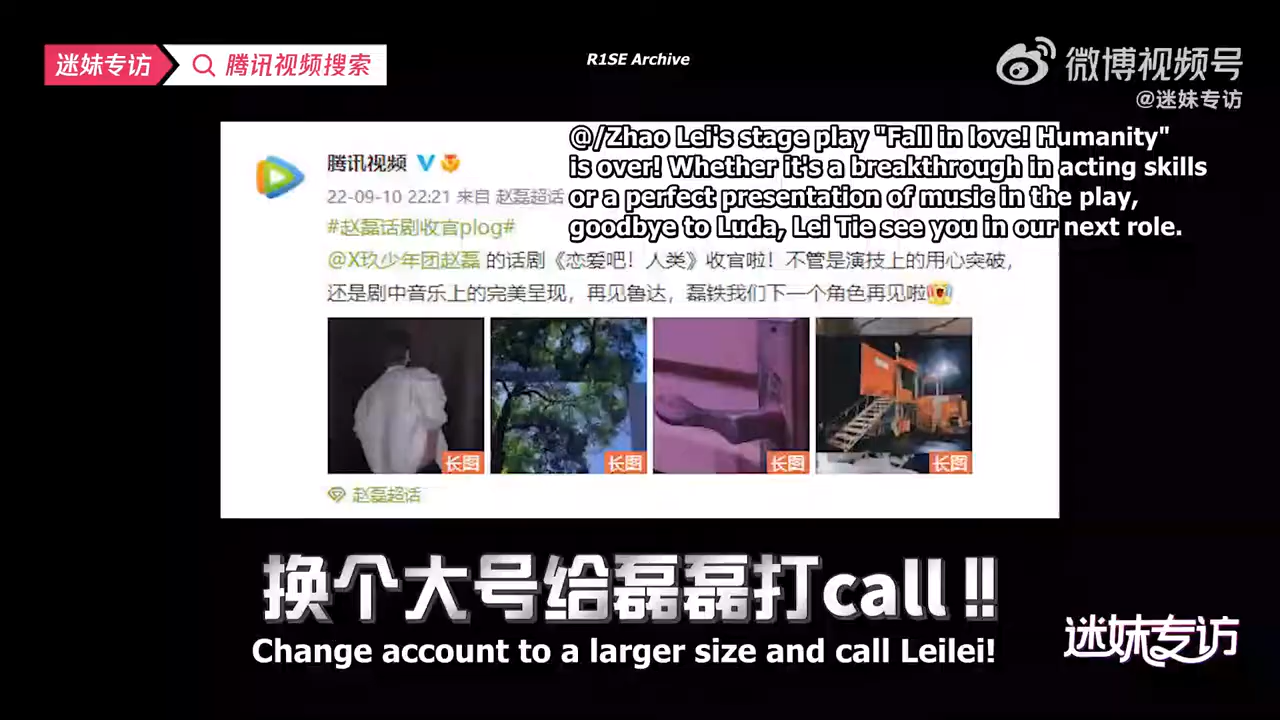 迷妹专访
腾讯视频搜索
R1SE Archive
微博视频号
@迷妹专访
@/Zhao Lei's stage play "Fall in love! Humanity"
is over! Whether it's a breakthrough in acting skills
or a perfect presentation of music in the play,
goodbye to Luda, Lei Tie see you in our next role.
腾讯视频
22-09-10 22:21 来自 赵磊超话
#赵磊话剧收官plog#
@X玖少年团赵磊 的话剧《恋爱吧！人类》收官啦！不管是演技上的用心突破，
还是剧中音乐上的完美呈现，再见鲁达，磊铁我们下一个角色再见啦
长图
长图
长图
长图
赵磊超话
换个大号给磊磊打call !!
Change account to a larger size and call Leilei!
迷妹专访